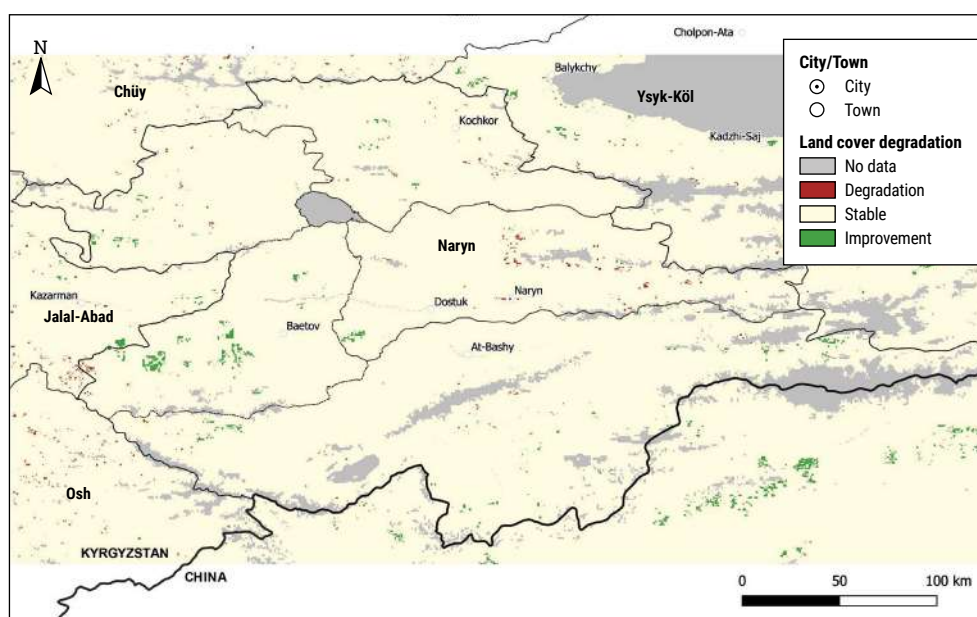 N
Cholpon-Ata
Balykchy
Chüy
Ysyk-Köl
Kochkor
Kadzhi-Saj
City/Town
City
Town
Land cover degradation
No data
Degradation
Stable
Improvement
Naryn
Kazarman
Dostuk
Naryn
Jalal-Abad
Baetov
At-Bashy
Osh
KYRGYZSTAN
CHINA
0 50 100 km